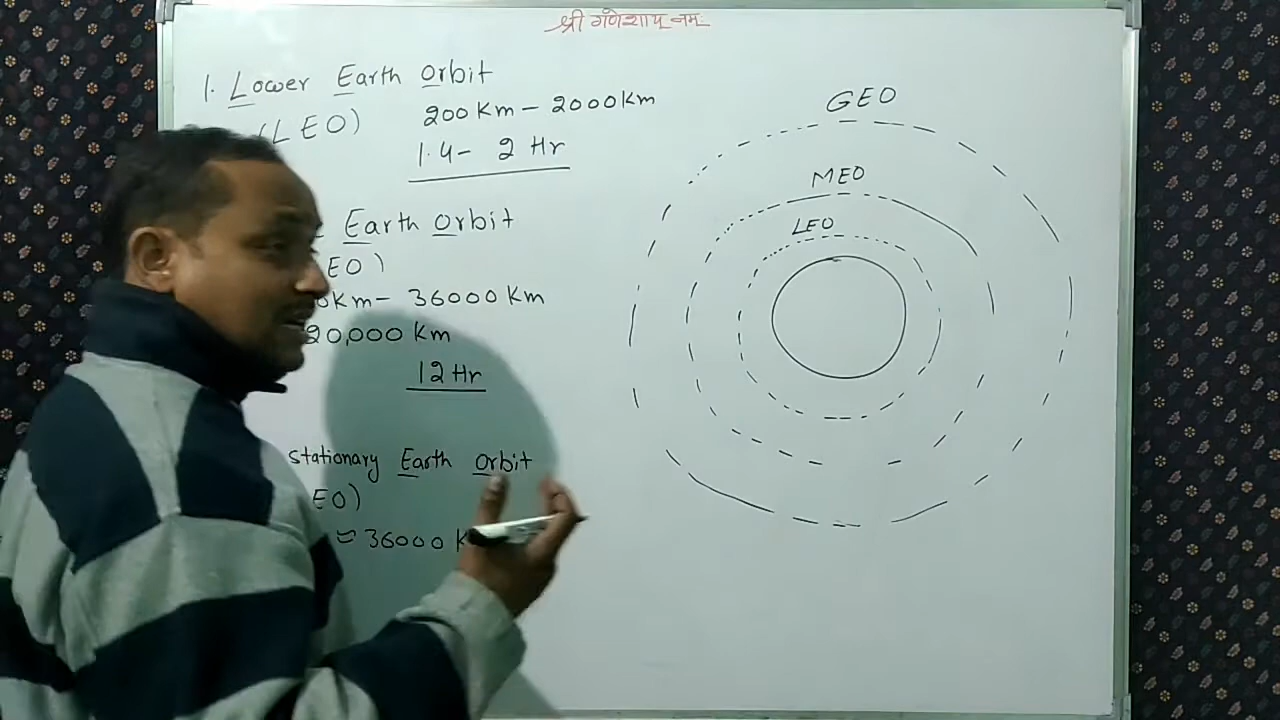 श्री गणेशाय नमः
1. Lower Earth Orbit
(LEO)
200 Km - 2000 Km
1.4 - 2 Hr
Earth Orbit
EO)
Km - 36000 Km
20,000 Km
12 Hr
stationary Earth Orbit
EO)
≈ 36000 K
GEO
MEO
LEO